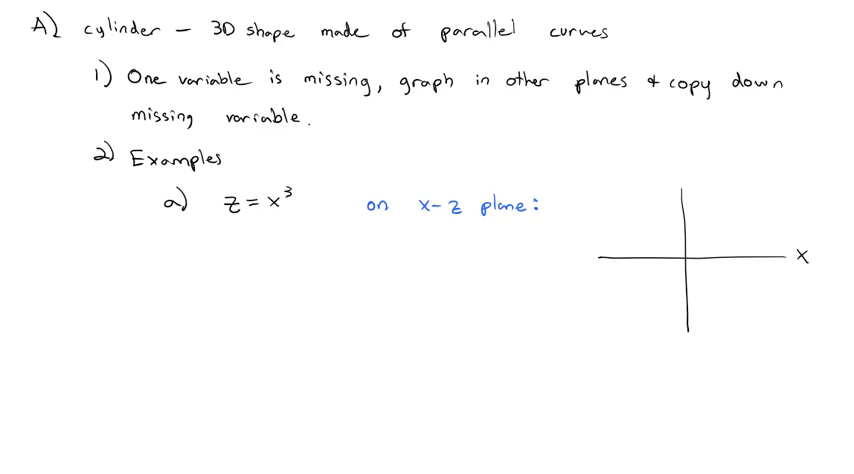 A) cylinder – 3D shape made of parallel curves
1) One variable is missing, graph in other planes & copy down
missing variable.
2) Examples
a) z = x³ on x-z plane:
x